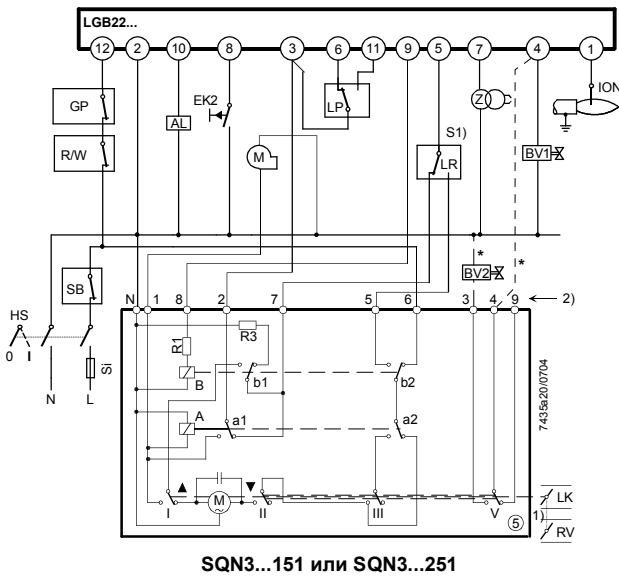 LGB22...
12 2 10 8 3 6 11 9 5 7 4 1
ION
GP
EK2
LP
Z
AL
S1)
R/W
M
LR
BV1
*
*
SB
BV2
HS
N 1 8 2 7 5 6 3 4 9 2)
0 I
Si
R1
R3
N L
B b1 b2
A a1 a2
7435a20/0704
M
LK
I II III V
1)
5
RV
SQN3...151 или SQN3...251